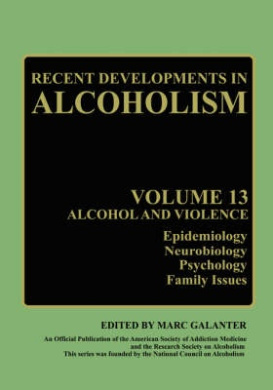 RECENT DEVELOPMENTS IN
ALCOHOLISM
VOLUME 13
ALCOHOL AND VIOLENCE
Epidemiology
Neurobiology
Psychology
Family Issues
EDITED BY MARC GALANTER
An Official Publication of the American Society of Addiction Medicine
and the Research Society on Alcoholism
This series was founded by the National Council on Alcoholism